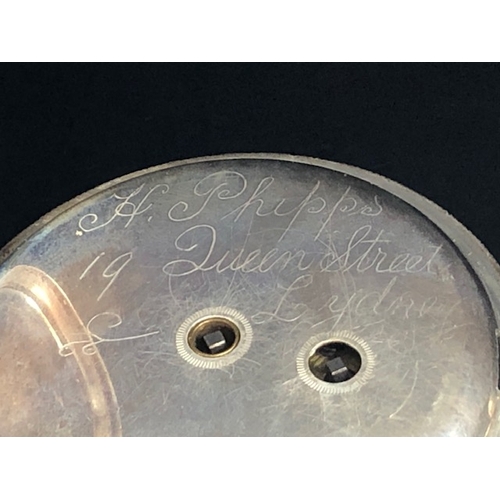 H. Phipps
19 Queen Street
Lydney